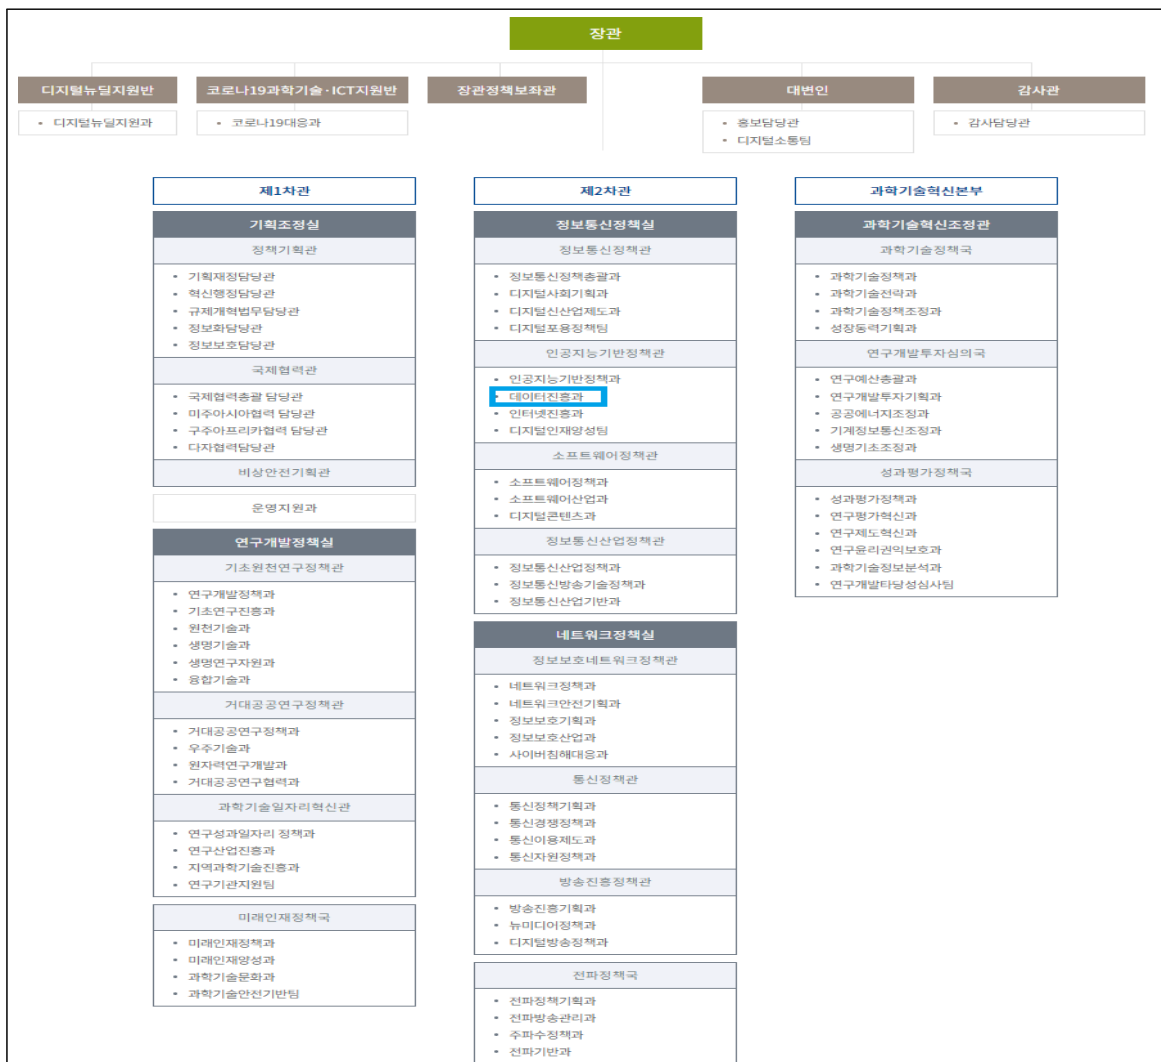 장관
디지털뉴딜지원반
디지털뉴딜지원과
코로나19과학기술·ICT지원반
코로나19대응과
장관정책보좌관
대변인
홍보담당관
디지털소통팀
감사관
감사담당관
제1차관
기획조정실
정책기획관
기획재정담당관
혁신행정담당관
규제개혁법무담당관
정보화담당관
정보보호담당관
국제협력관
국제협력총괄 담당관
미주아시아협력 담당관
구주아프리카협력 담당관
다자협력담당관
비상안전기획관
운영지원과
연구개발정책실
기초원천연구정책관
연구개발정책과
기초연구진흥과
원천기술과
생명기술과
생명연구자원과
융합기술과
거대공공연구정책관
거대공공연구정책과
우주기술과
원자력연구개발과
거대공공연구협력과
과학기술일자리혁신관
연구성과일자리 정책과
연구산업진흥과
지역과학기술진흥과
연구기관지원팀
미래인재정책국
미래인재정책과
미래인재양성과
과학기술문화과
과학기술안전기반팀
제2차관
정보통신정책실
정보통신정책관
정보통신정책총괄과
디지털사회기획과
디지털신산업제도과
디지털포용정책팀
인공지능기반정책관
인공지능기반정책과
데이터진흥과
인터넷진흥과
디지털인재양성팀
소프트웨어정책관
소프트웨어정책과
소프트웨어산업과
디지털콘텐츠과
정보통신산업정책관
정보통신산업정책과
정보통신방송기술정책과
정보통신산업기반과
네트워크정책실
정보보호네트워크정책관
네트워크정책과
네트워크안전기획과
정보보호기획과
정보보호산업과
사이버침해대응과
통신정책관
통신정책기획과
통신경쟁정책과
통신이용제도과
통신자원정책과
방송진흥정책관
방송진흥기획과
뉴미디어정책과
디지털방송정책과
전파정책국
전파정책기획과
전파방송관리과
주파수정책과
전파기반과
과학기술혁신본부
과학기술혁신조정관
과학기술정책국
과학기술정책과
과학기술전략과
과학기술정책조정과
성장동력기획과
연구개발투자심의국
연구예산총괄과
연구개발투자기획과
공공에너지조정과
기계정보통신조정과
생명기초조정과
성과평가정책국
성과평가정책과
연구평가혁신과
연구제도혁신과
연구윤리권익보호과
과학기술정보분석과
연구개발타당성심사팀